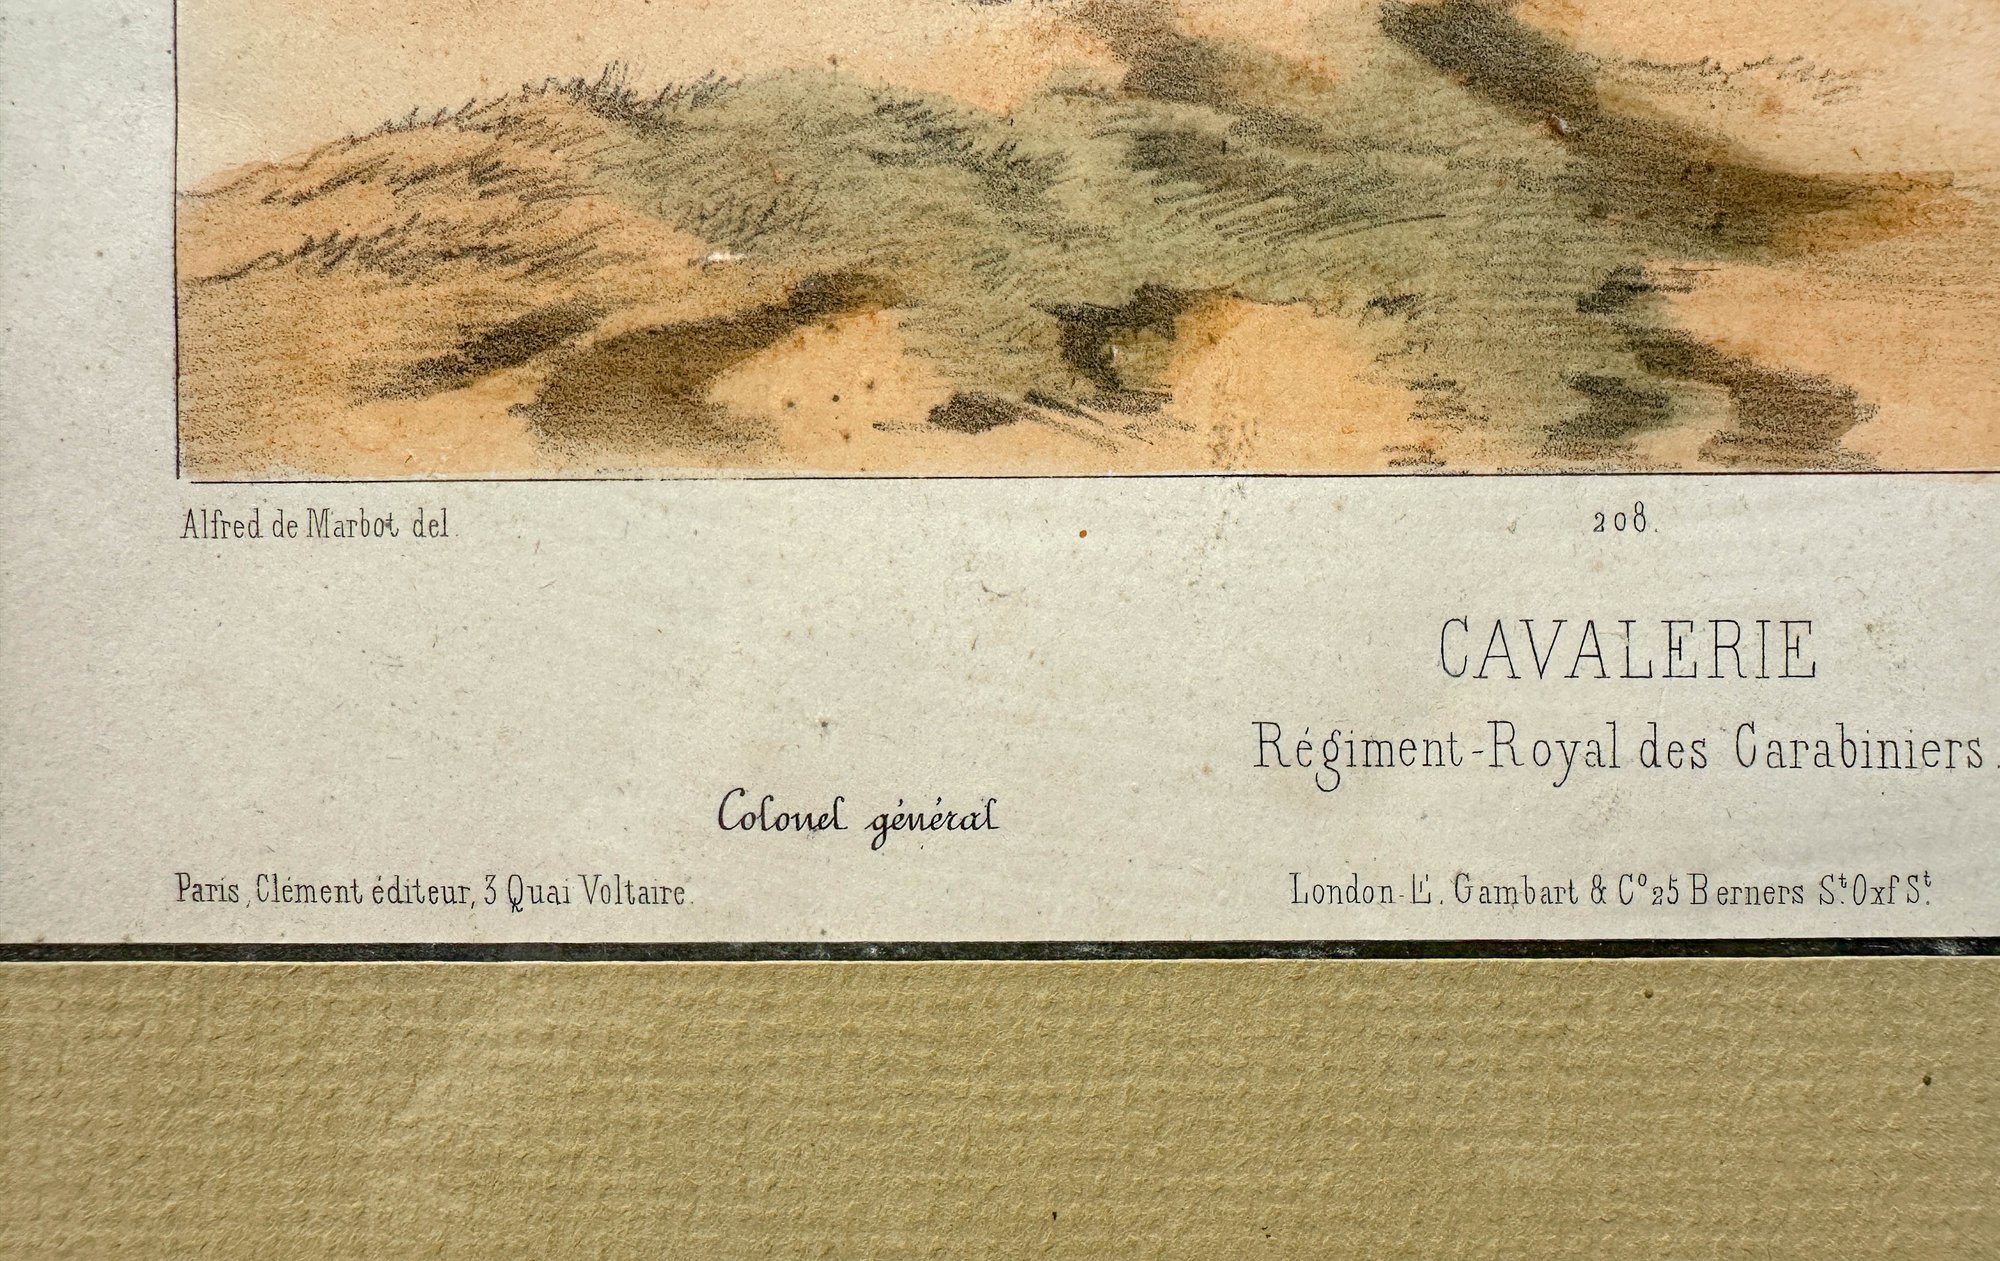 Alfred de Marbot del.
208.
CAVALERIE
Régiment-Royal des Carabiniers.
Colonel général
Paris, Clément éditeur, 3 Quai Voltaire.
London-E. Gambart & Cº 25 Berners St. Oxf St.